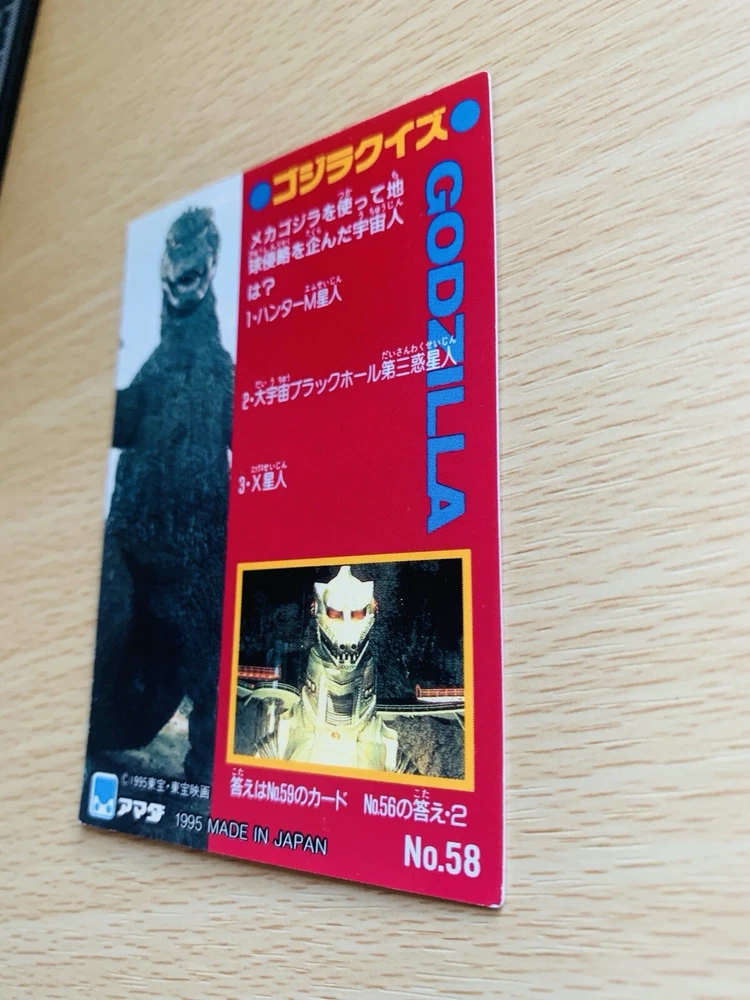 ゴジラクイズ
GODZILLA
メカゴジラを使って地
球侵略を企んだ宇宙人
は?
1・ハンターM星人
2・大宇宙ブラックホール第三惑星人
3・X星人
答えはNo.59のカード No.56の答え・2
No.58
©1995東宝・東宝映画
アマダ 1995 MADE IN JAPAN